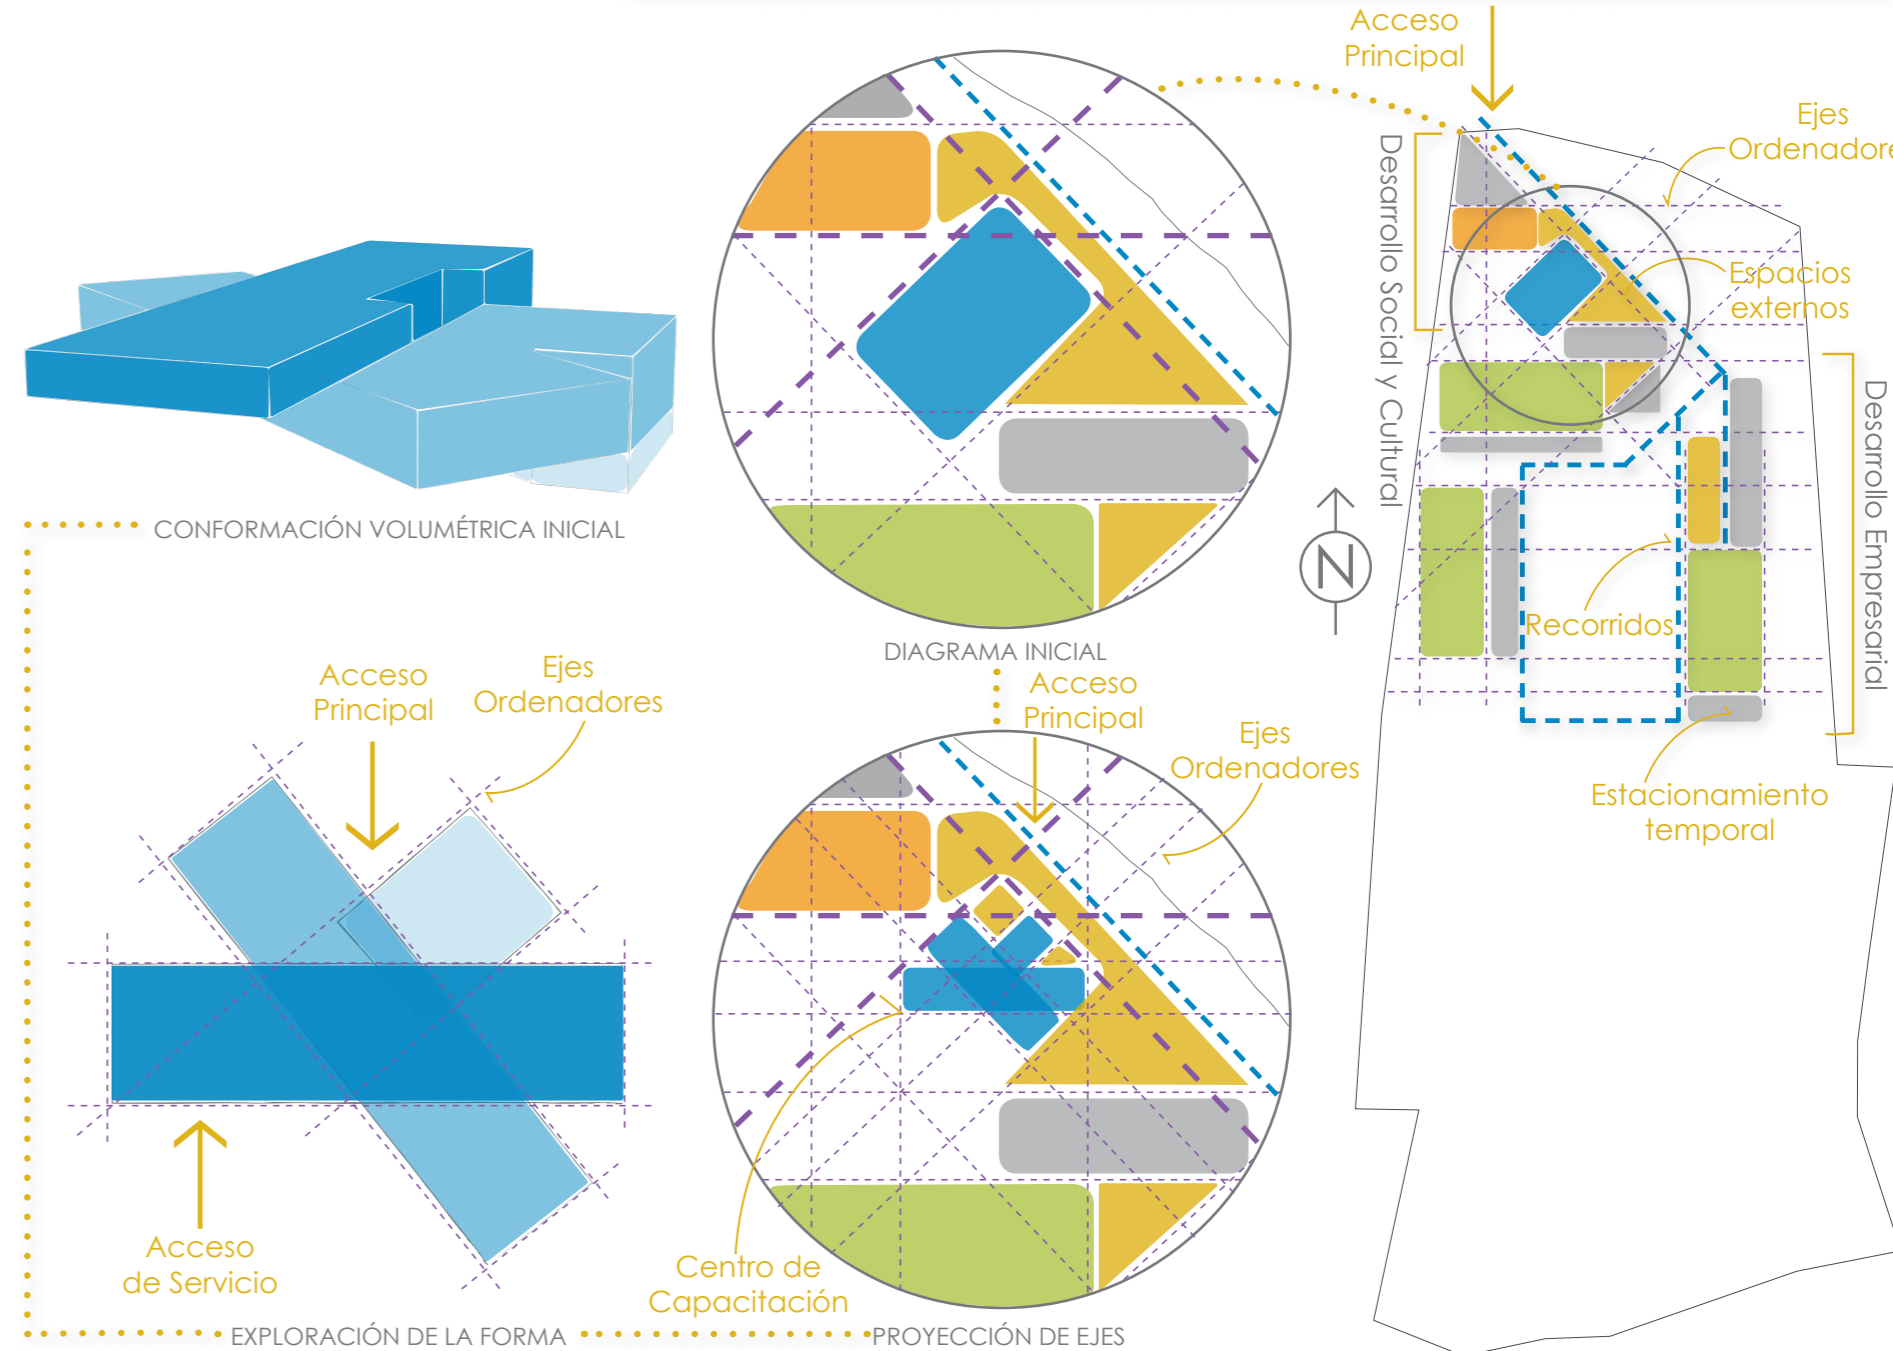 Acceso
Principal
Ejes
Ordenadore
Desarrollo Social y Cultural
Espacios
externos
Desarrollo Empresarial
N
Recorridos
Estacionamiento
temporal
CONFORMACIÓN VOLUMÉTRICA INICIAL
DIAGRAMA INICIAL
Acceso
Principal
Ejes
Ordenadores
Acceso
Principal
Ejes
Ordenadores
Acceso
de Servicio
Centro de
Capacitación
EXPLORACIÓN DE LA FORMA
PROYECCIÓN DE EJES